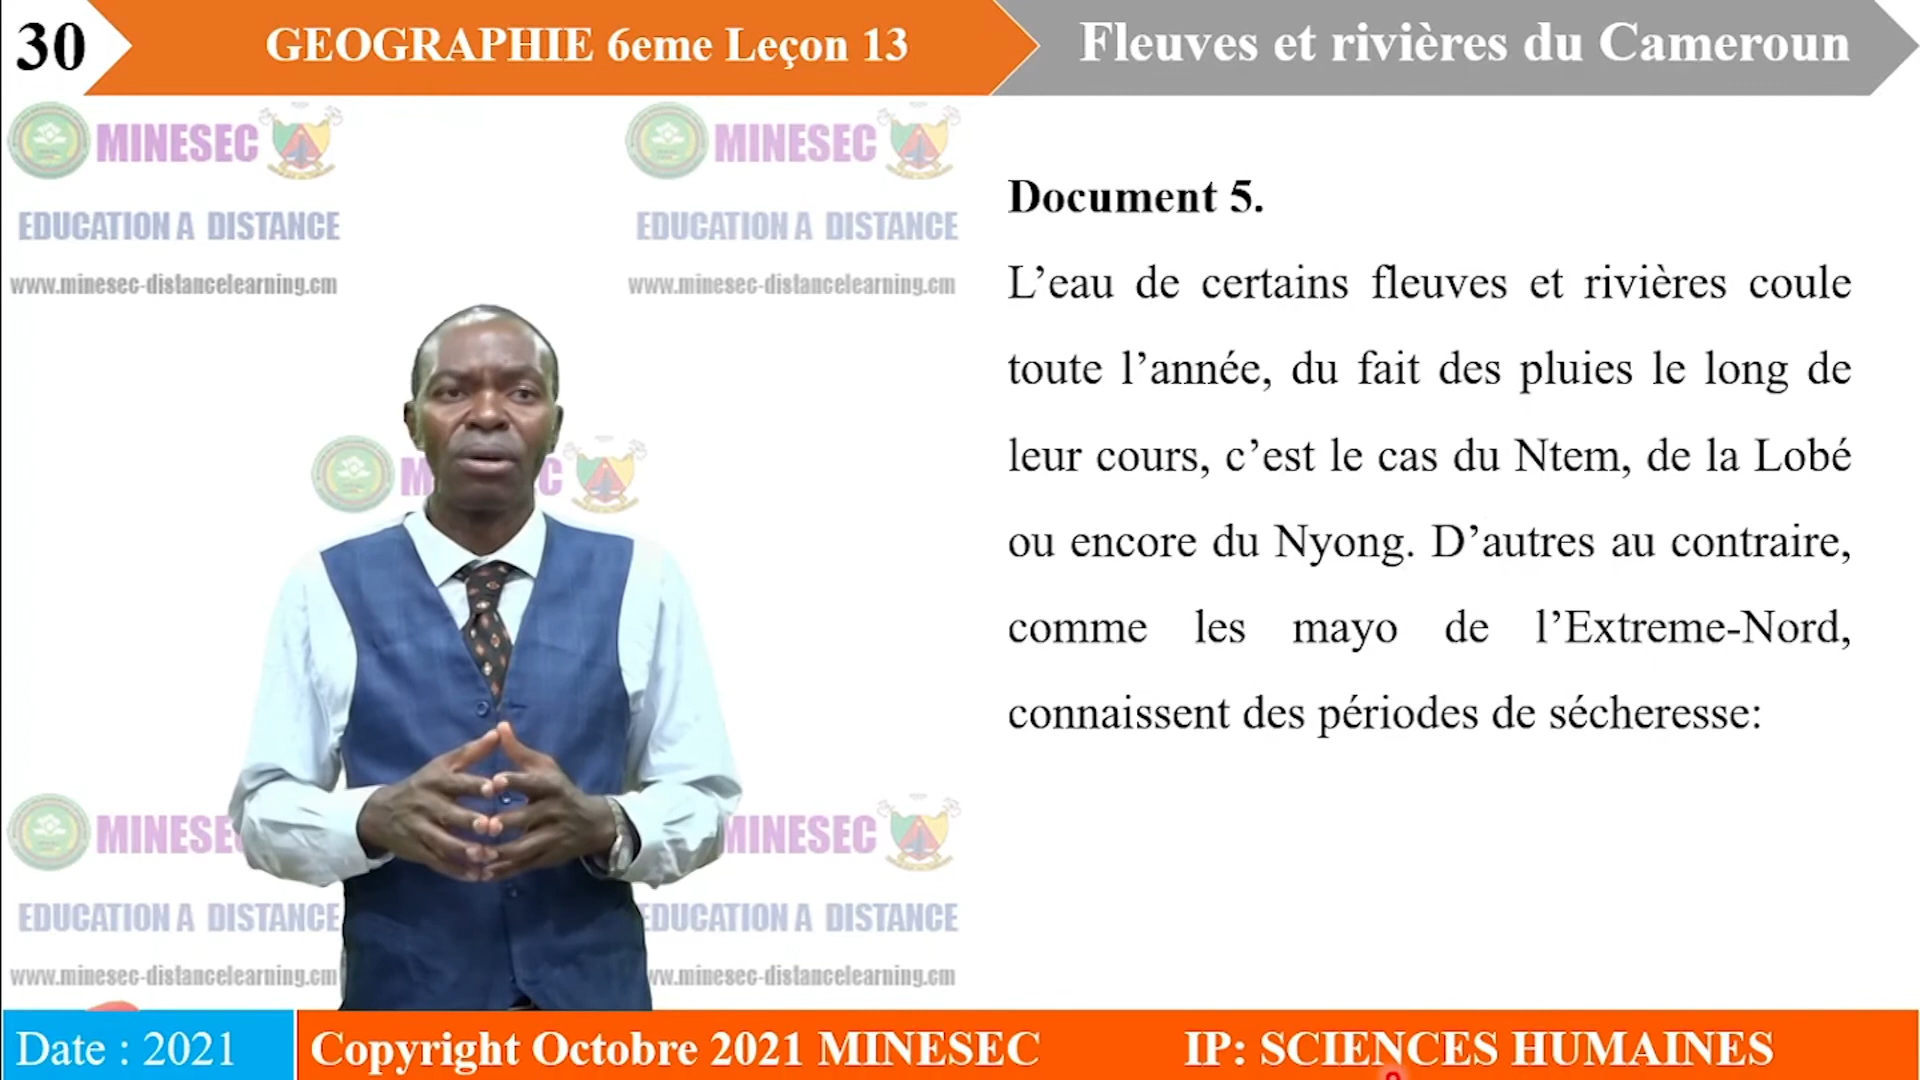 30
GEOGRAPHIE 6eme Leçon 13
Fleuves et rivières du Cameroun
MINESEC
MINESEC
EDUCATION A DISTANCE
EDUCATION A DISTANCE
www.minesec-distancelearning.cm
www.minesec-distancelearning.cm
Document 5.
L’eau de certains fleuves et rivières coule
toute l’année, du fait des pluies le long de
leur cours, c’est le cas du Ntem, de la Lobé
ou encore du Nyong. D’autres au contraire,
comme les mayo de l’Extreme-Nord,
connaissent des périodes de sécheresse:
MINESEC
EDUCATION A DISTANCE
EDUCATION A DISTANCE
www.minesec-distancelearning.cm
Date : 2021
Copyright Octobre 2021 MINESEC
IP: SCIENCES HUMAINES